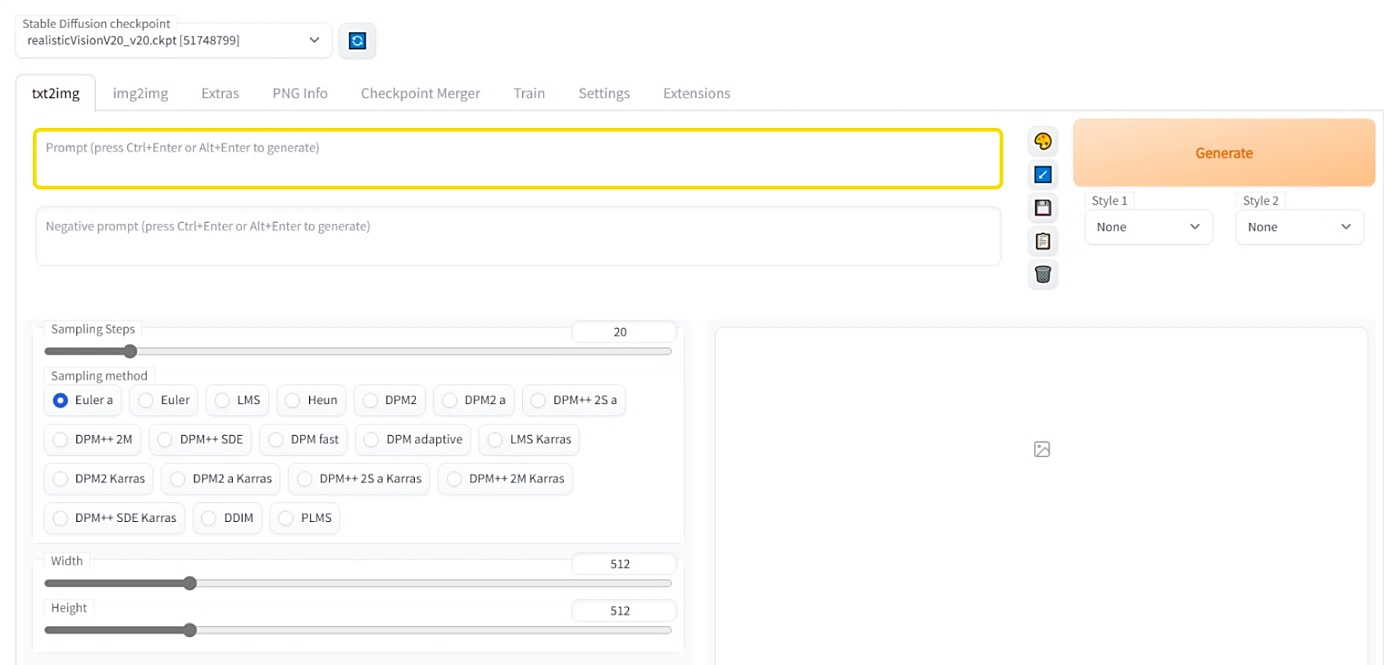 Stable Diffusion checkpoint
realisticVisionV20_v20.ckpt [51748799]
txt2img img2img Extras PNG Info Checkpoint Merger Train Settings Extensions
Prompt (press Ctrl+Enter or Alt+Enter to generate)
Generate
Negative prompt (press Ctrl+Enter or Alt+Enter to generate)
Style 1 Style 2
None None
Sampling Steps 20
Sampling method
Euler a Euler LMS Heun DPM2 DPM2 a DPM++ 2S a
DPM++ 2M DPM++ SDE DPM fast DPM adaptive LMS Karras
DPM2 Karras DPM2 a Karras DPM++ 2S a Karras DPM++ 2M Karras
DPM++ SDE Karras DDIM PLMS
Width 512
Height 512